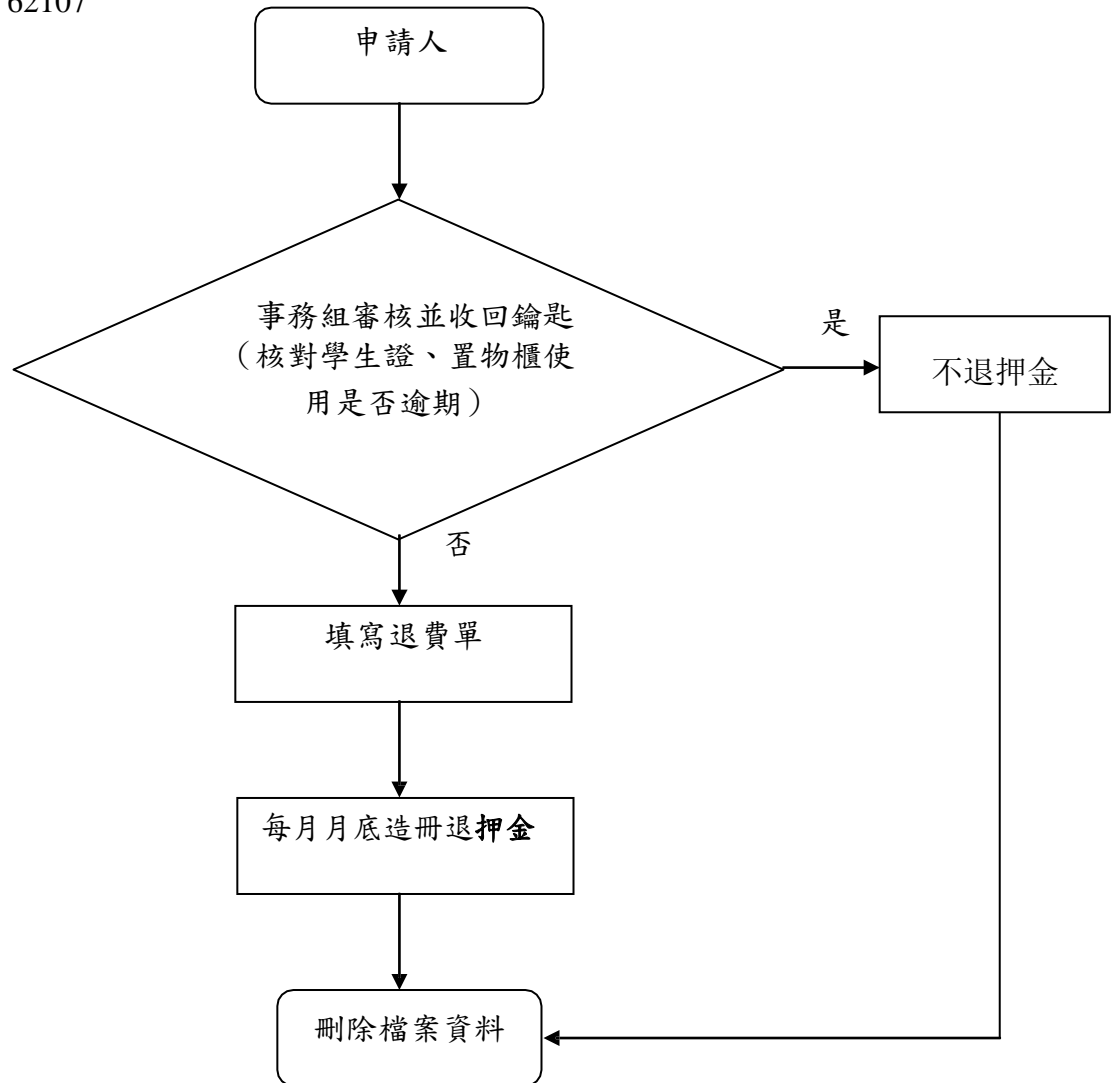 62107
申請人
事務組審核並收回鑰匙
（核對學生證、置物櫃使
用是否逾期）
是
不退押金
否
填寫退費單
每月月底造冊退押金
刪除檔案資料